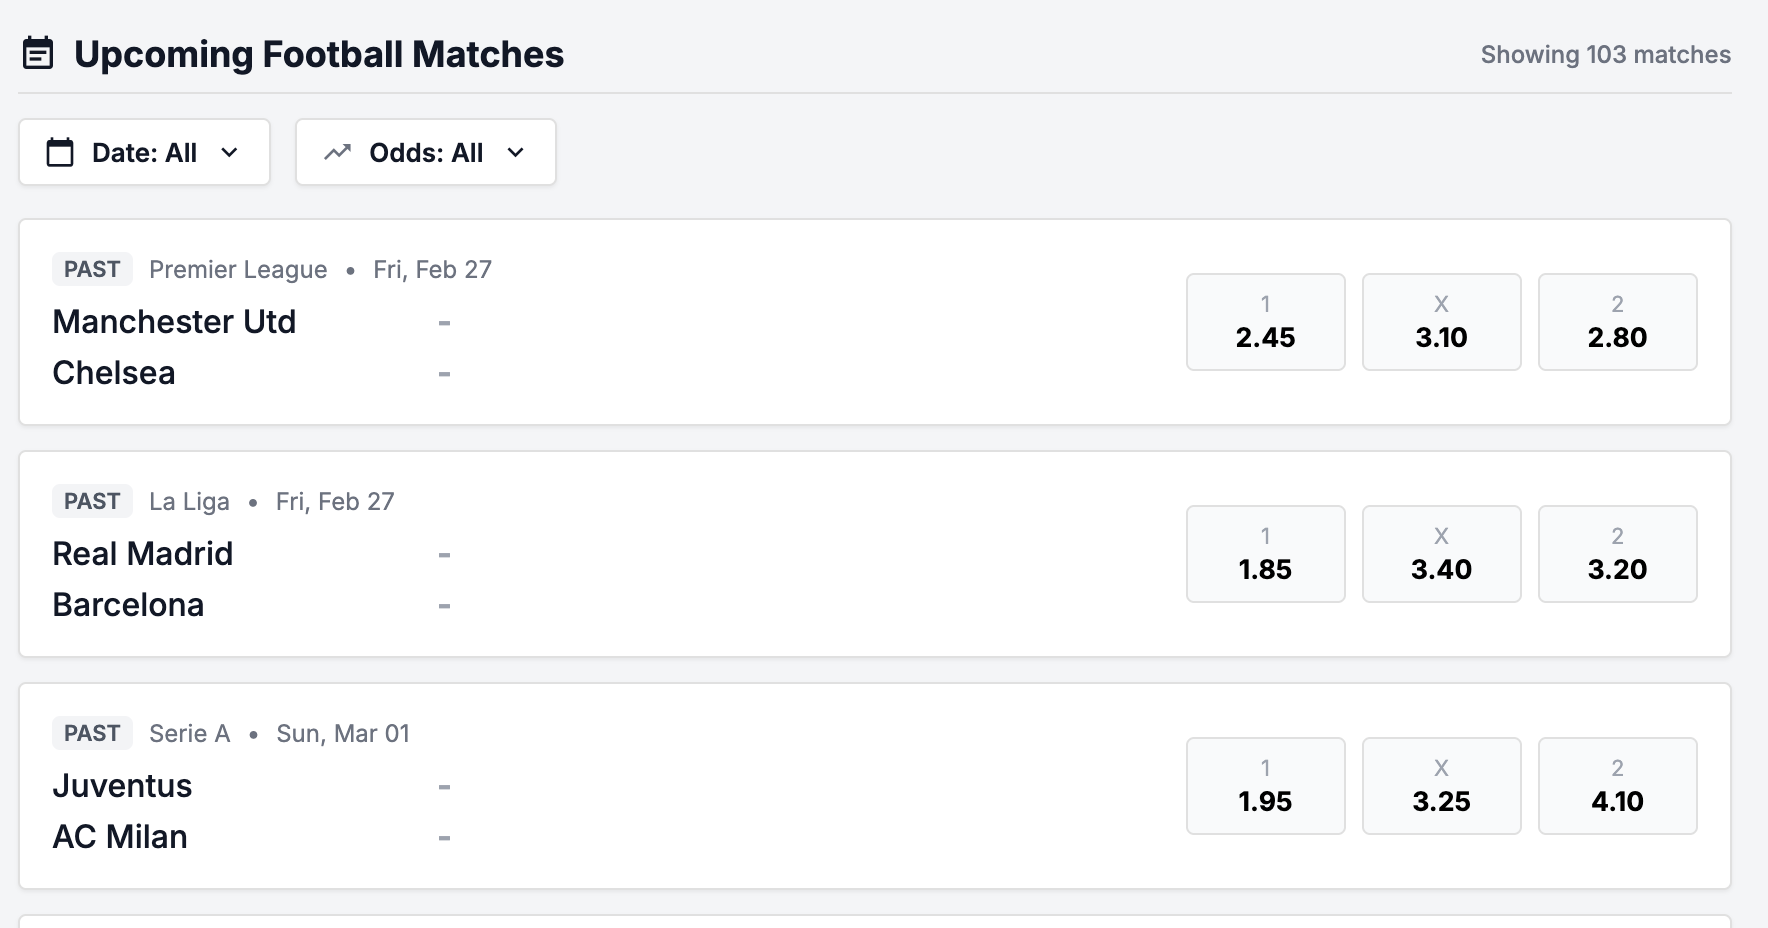 Upcoming Football Matches
Showing 103 matches
Date: All
Odds: All
PAST Premier League • Fri, Feb 27
Manchester Utd -
Chelsea -
1 X 2
2.45 3.10 2.80
PAST La Liga • Fri, Feb 27
Real Madrid -
Barcelona -
1 X 2
1.85 3.40 3.20
PAST Serie A • Sun, Mar 01
Juventus -
AC Milan -
1 X 2
1.95 3.25 4.10